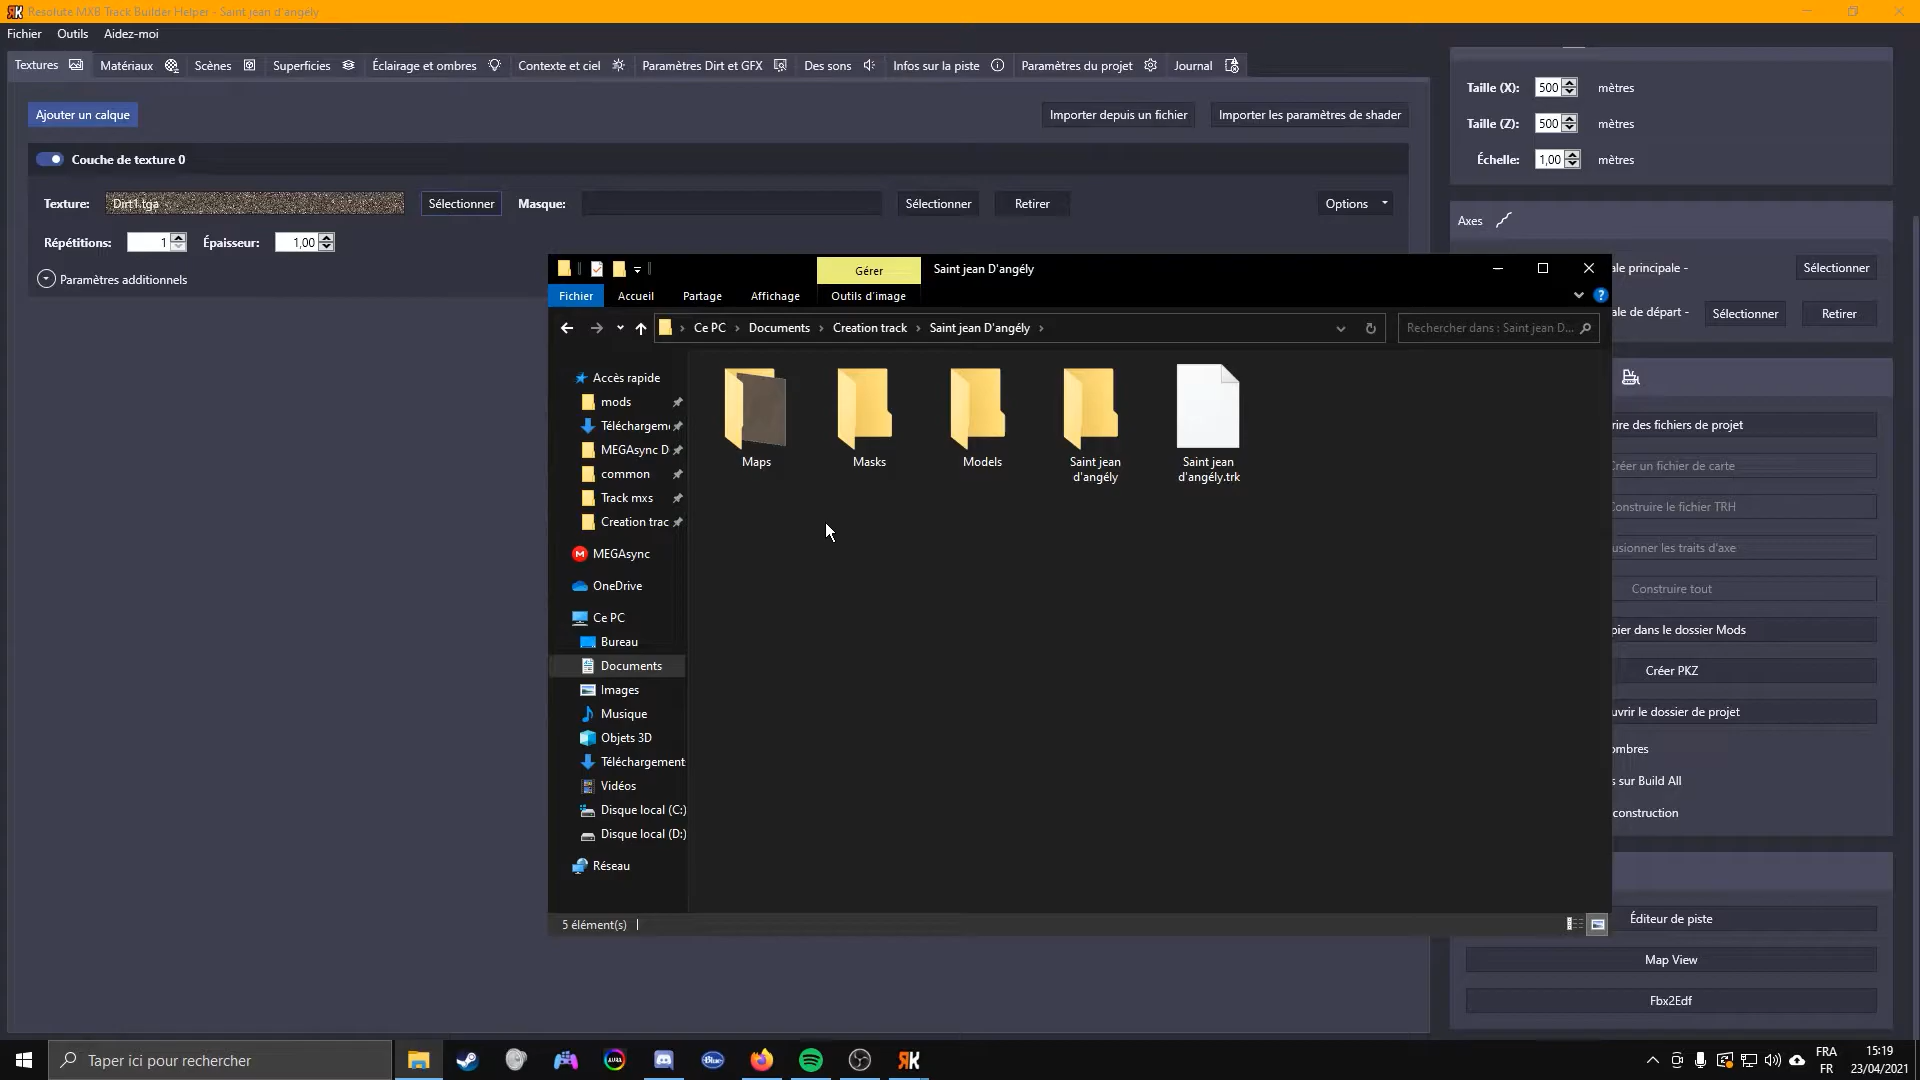 Resolute MXB Track Builder Helper - Saint jean d'angély
Fichier Outils Aidez-moi
Textures Matériaux Scènes Superficies Éclairage et ombres Contexte et ciel Paramètres Dirt et GFX Des sons Infos sur la piste Paramètres du projet Journal
Ajouter un calque Importer depuis un fichier Importer les paramètres de shader
Couche de texture 0
Texture: Dirt1.tga Sélectionner Masque: Sélectionner Retirer Options
Répétitions: 1 Épaisseur: 1,00
Paramètres additionnels
Taille (X): 500 mètres
Taille (Z): 500 mètres
Échelle: 1,00 mètres
Axes
ale principale - Sélectionner
ale de départ - Sélectionner Retirer
rire des fichiers de projet
Créer un fichier de carte
Construire le fichier TRH
usionner les traits d'axe
Construire tout
pier dans le dossier Mods
Créer PKZ
uvrir le dossier de projet
ombres
s sur Build All
construction
Éditeur de piste
Map View
Fbx2Edf
Gérer Saint jean D'angély
Fichier Accueil Partage Affichage Outils d'image
Ce PC Documents Creation track Saint jean D'angély Rechercher dans : Saint jean D...
Accès rapide
mods
Téléchargem
MEGAsync D
common
Track mxs
Creation trac
MEGAsync
OneDrive
Ce PC
Bureau
Documents
Images
Musique
Objets 3D
Téléchargement
Vidéos
Disque local (C:)
Disque local (D:)
Réseau
Maps
Masks
Models
Saint jean
d'angély
Saint jean
d'angély.trk
5 élément(s)
Taper ici pour rechercher
AURA
Blue
RK
FRA
FR
15:19
23/04/2021